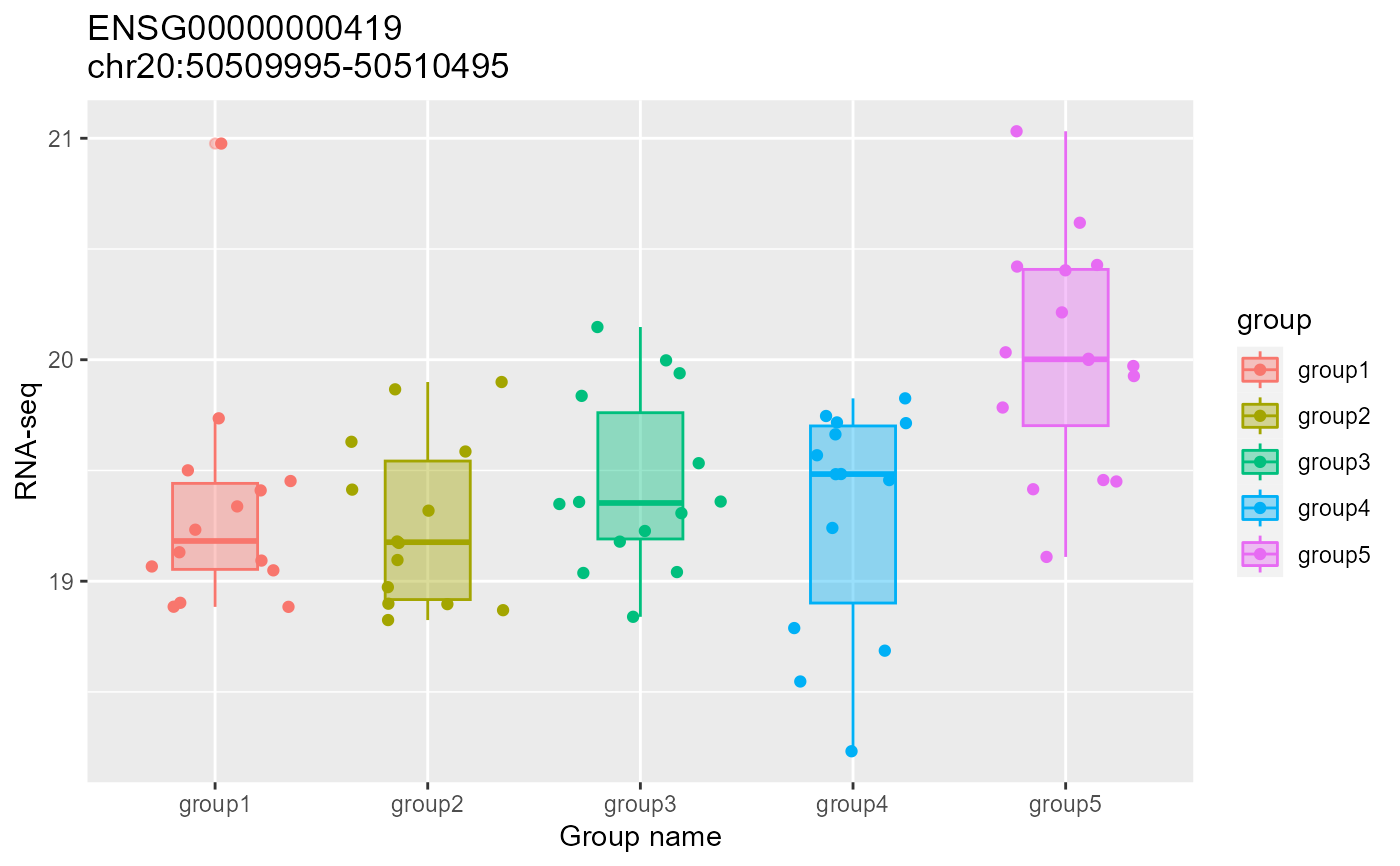 ENSG00000000419
chr20:50509995-50510495
21
20
19
RNA-seq
group1 group2 group3 group4 group5
Group name
group
group1
group2
group3
group4
group5